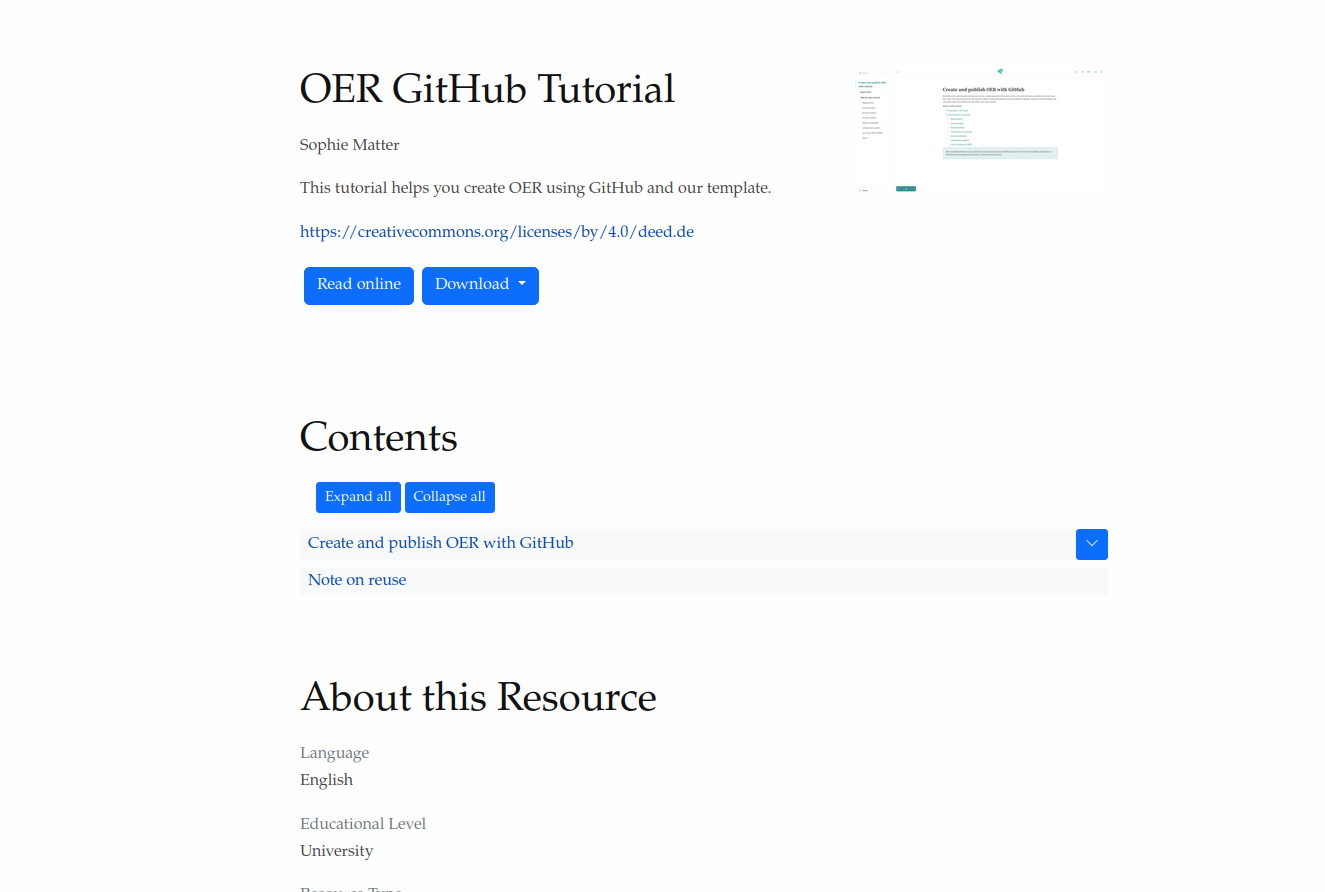 OER GitHub Tutorial
Sophie Matter
This tutorial helps you create OER using GitHub and our template.
https://creativecommons.org/licenses/by/4.0/deed.de
Read online
Download
Create and publish OER with GitHub
Contents
Expand all
Collapse all
Create and publish OER with GitHub
Note on reuse
About this Resource
Language
English
Educational Level
University
Resource Type